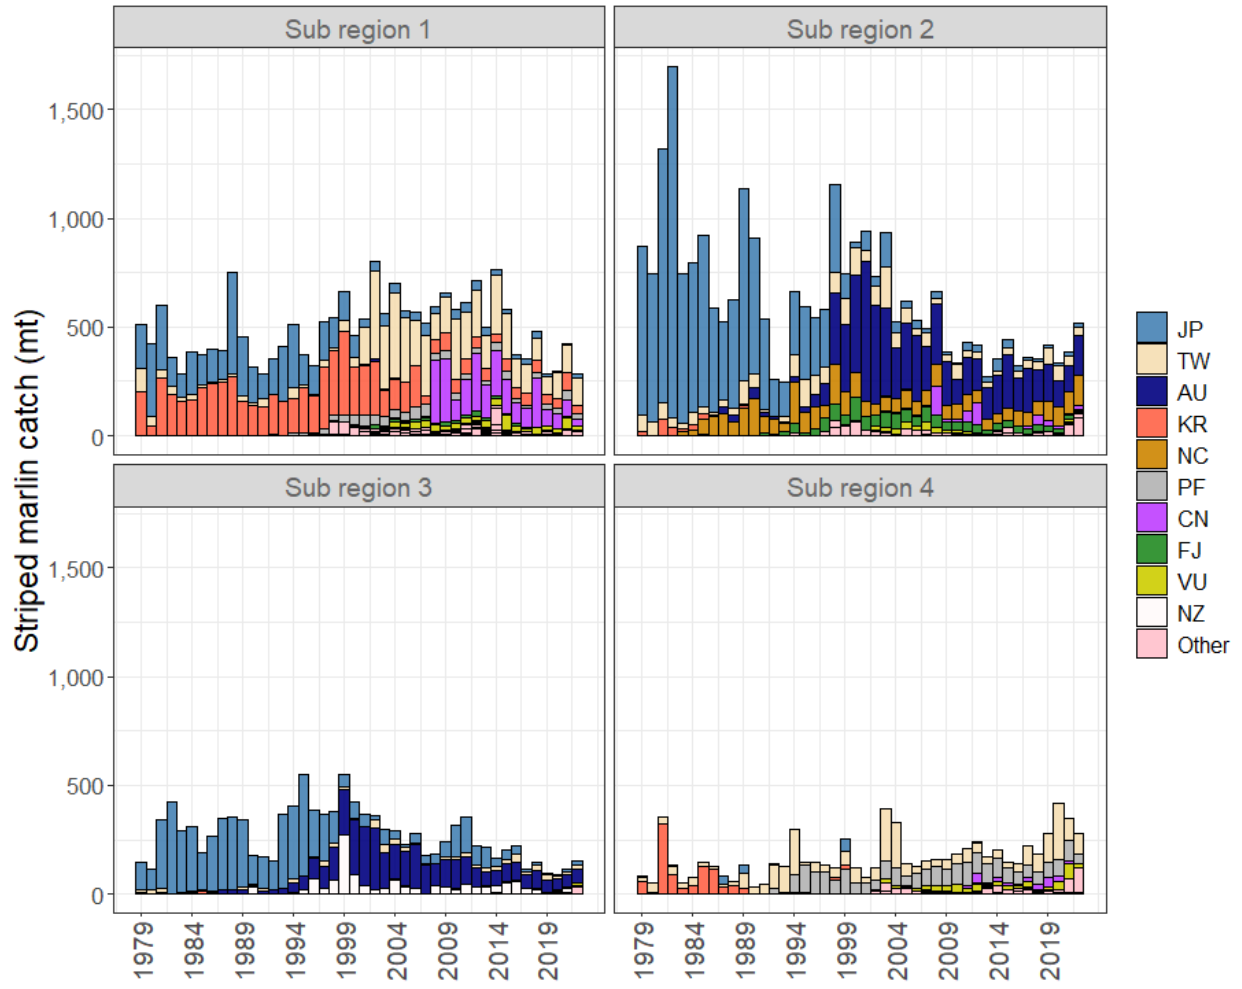 Sub region 1
Sub region 2
1,500
1,000
500
0
Sub region 3
Sub region 4
1,500
1,000
500
0
1979
1984
1989
1994
1999
2004
2009
2014
2019
1979
1984
1989
1994
1999
2004
2009
2014
2019
Striped marlin catch (mt)
JP
TW
AU
KR
NC
PF
CN
FJ
VU
NZ
Other